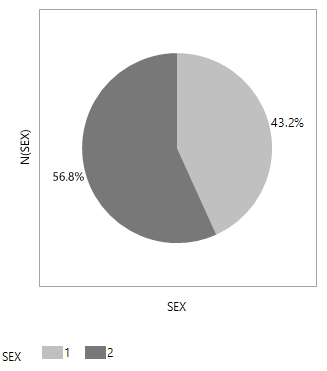 N(SEX)
43.2%
56.8%
SEX
SEX 1 2